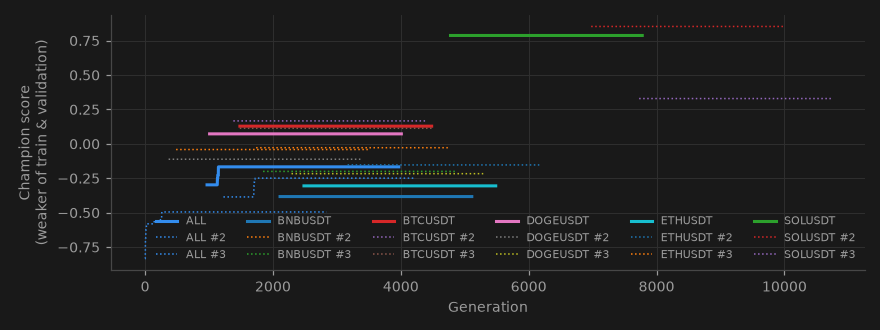 Champion score
(weaker of train & validation)
0.75
0.50
0.25
0.00
−0.25
−0.50
−0.75
ALL BNBUSDT BTCUSDT DOGEUSDT ETHUSDT SOLUSDT
ALL #2 BNBUSDT #2 BTCUSDT #2 DOGEUSDT #2 ETHUSDT #2 SOLUSDT #2
ALL #3 BNBUSDT #3 BTCUSDT #3 DOGEUSDT #3 ETHUSDT #3 SOLUSDT #3
0 2000 4000 6000 8000 10000
Generation